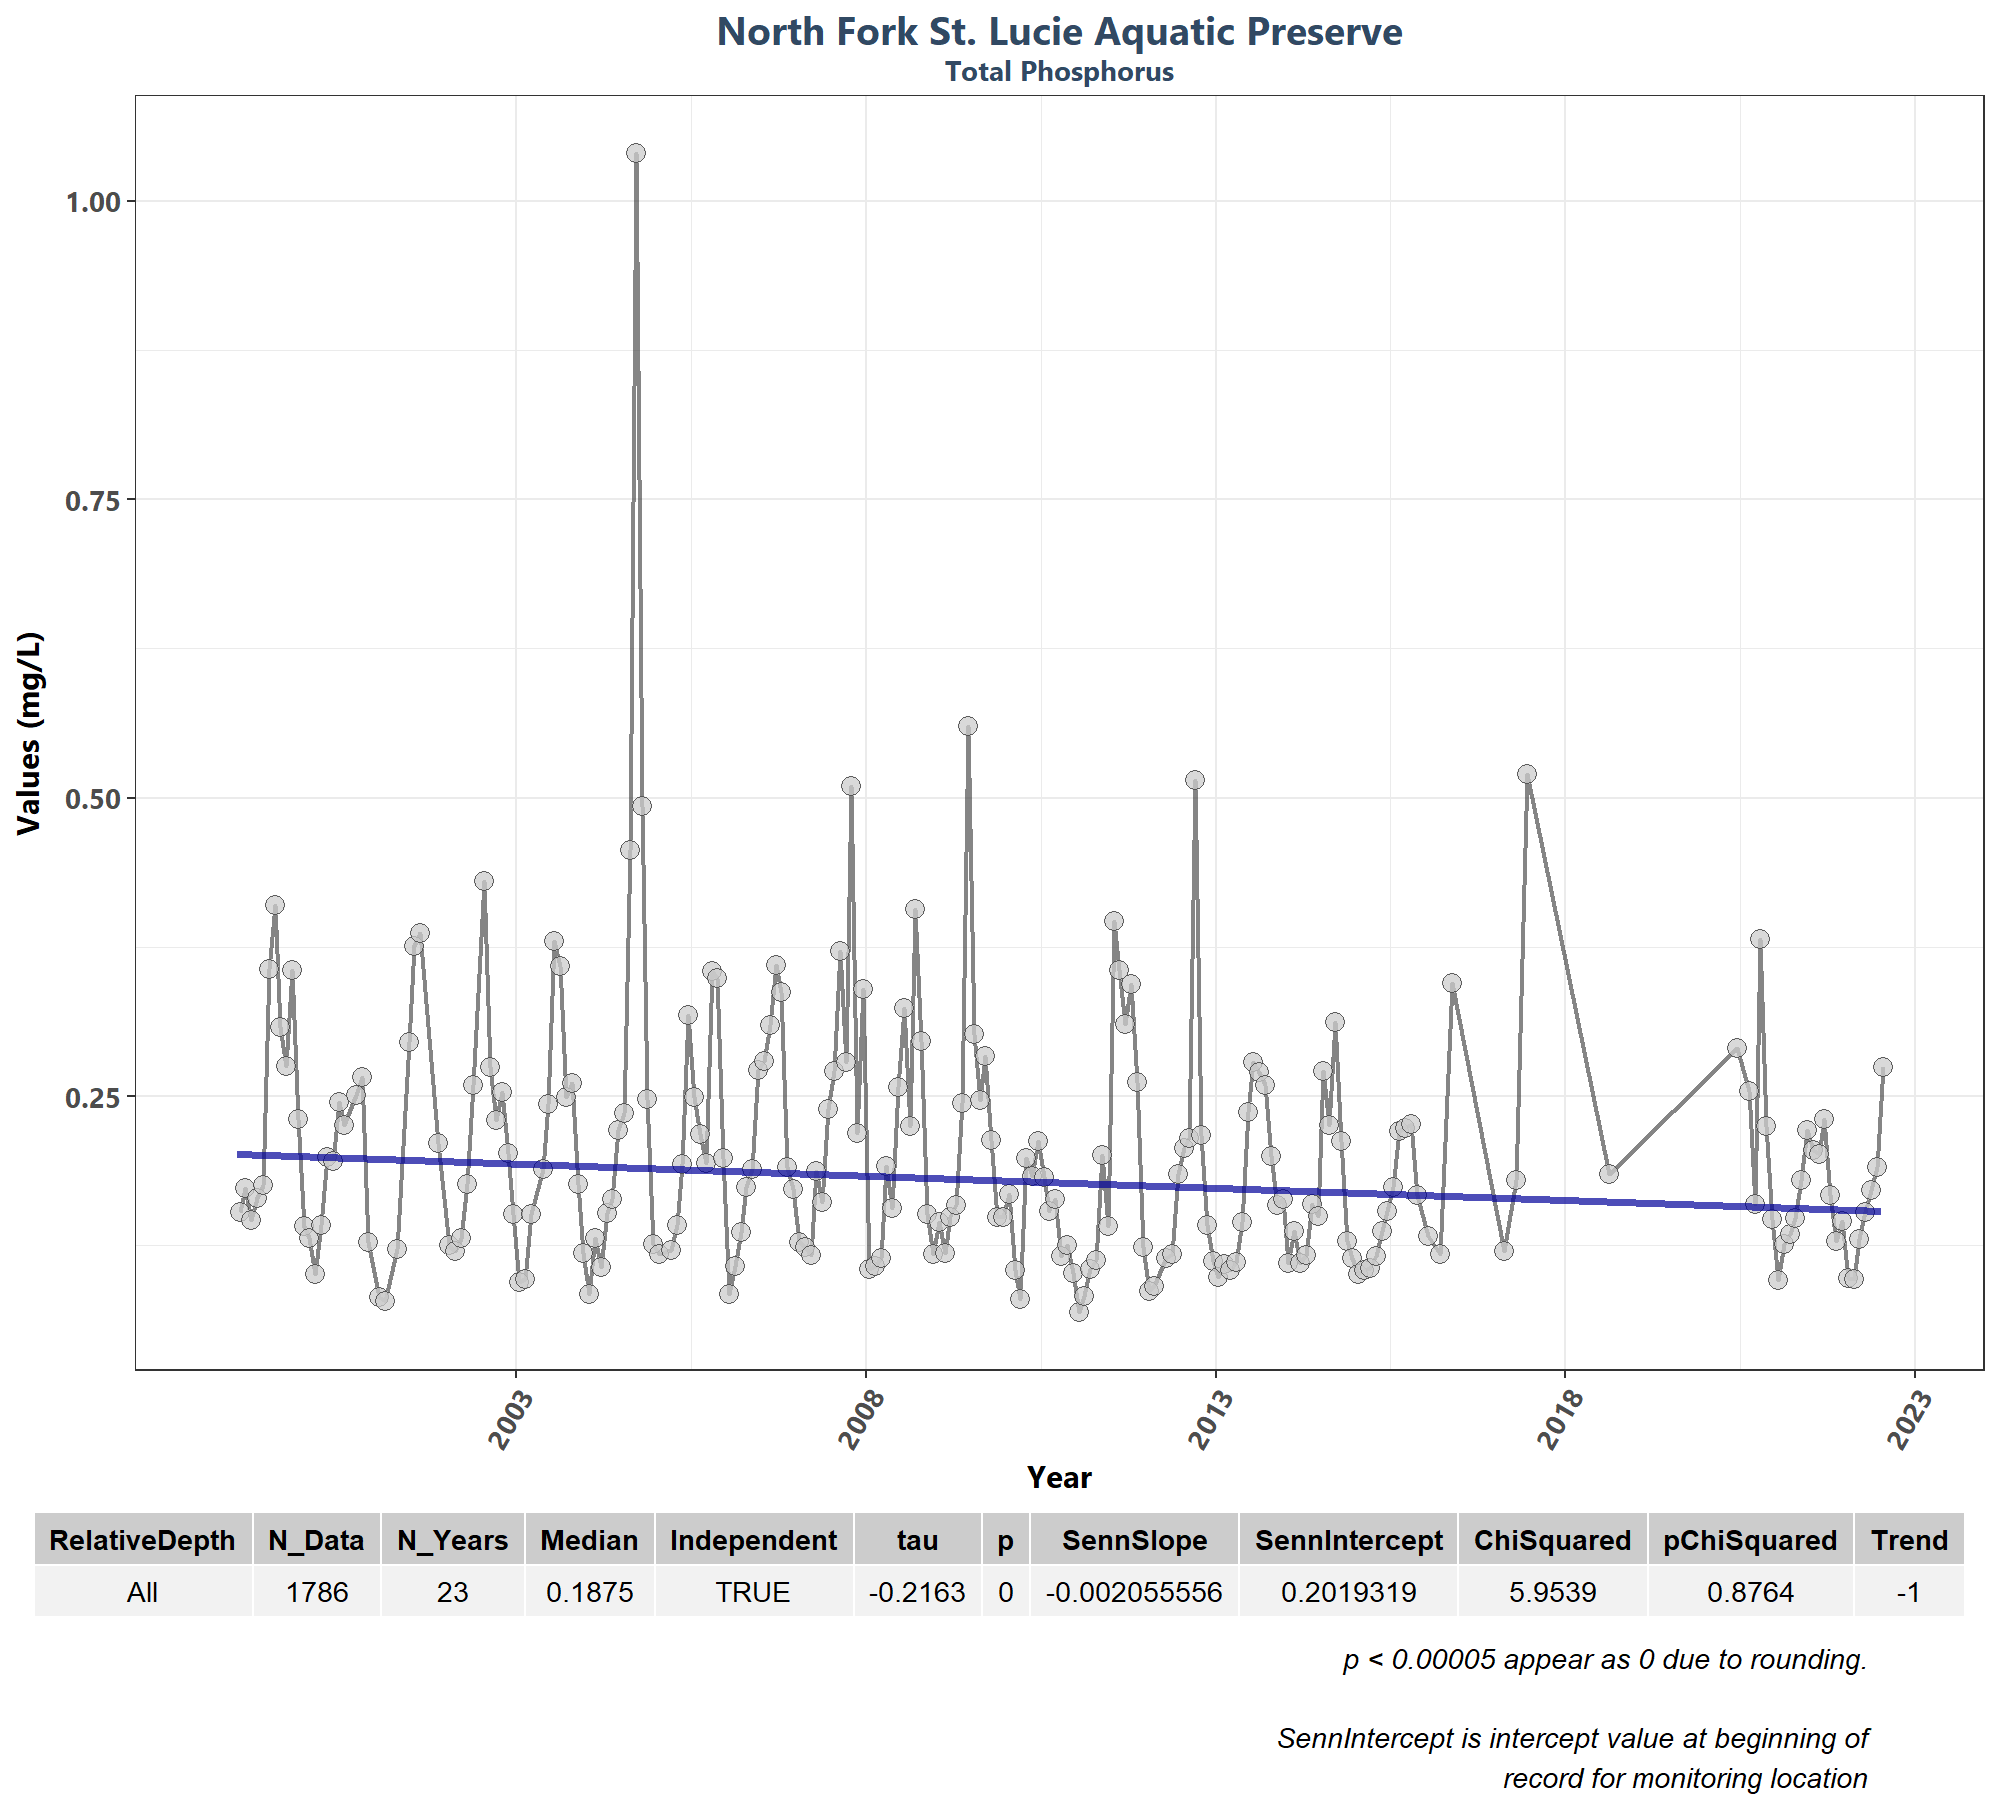 North Fork St. Lucie Aquatic Preserve
Total Phosphorus
Values (mg/L)
1.00
0.75
0.50
0.25
2003 2008 2013 2018 2023
Year
RelativeDepth N_Data N_Years Median Independent tau p SennSlope SennIntercept ChiSquared pChiSquared Trend
All 1786 23 0.1875 TRUE -0.2163 0 -0.002055556 0.2019319 5.9539 0.8764 -1
p < 0.00005 appear as 0 due to rounding.
SennIntercept is intercept value at beginning of
record for monitoring location